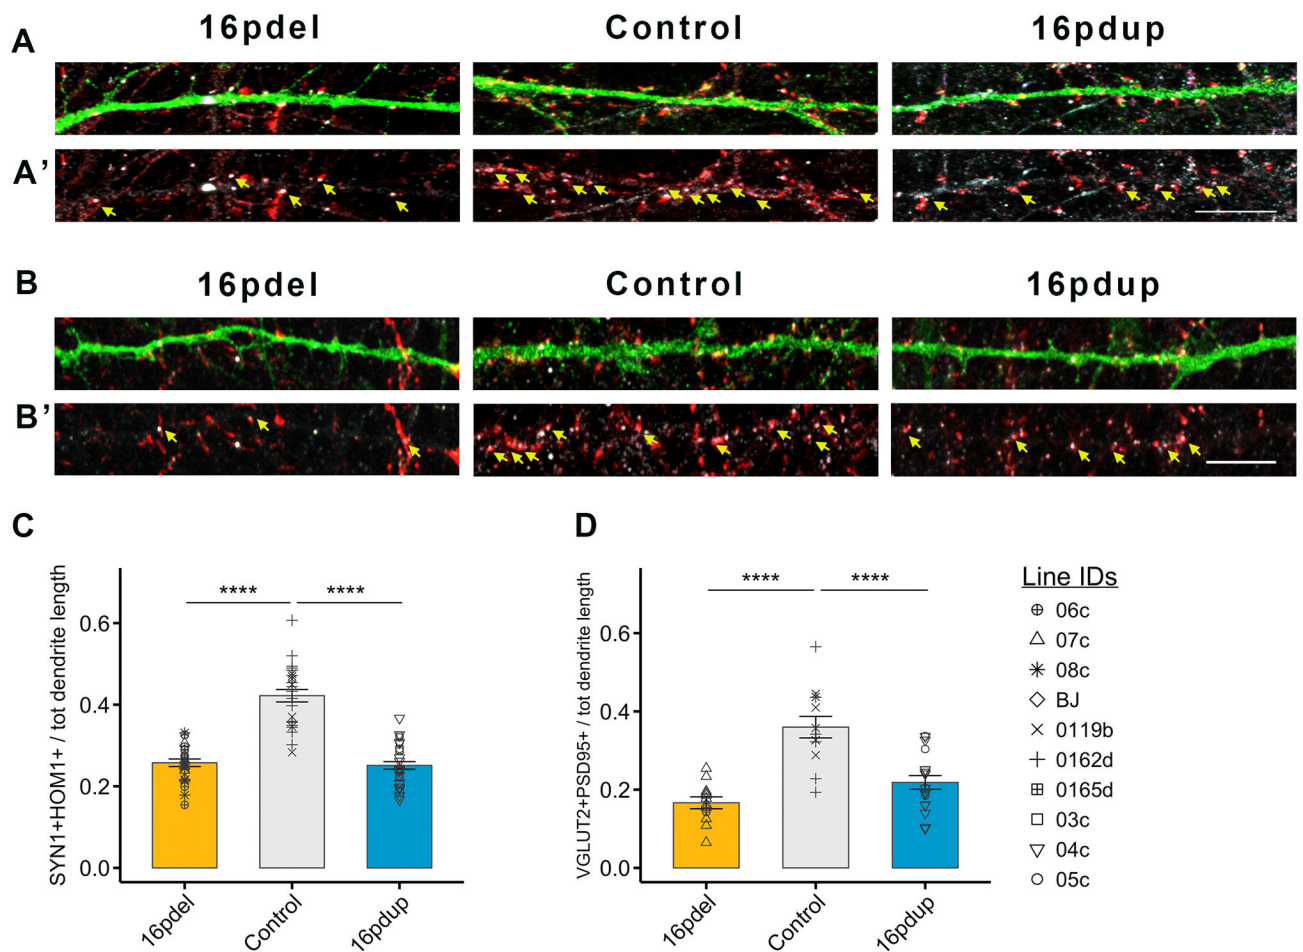 A
16pdel Control 16pdup
A'
B
16pdel Control 16pdup
B'
C
SYN1+HOM1+ / tot dendrite length
0.6
0.4
0.2
0.0
**** ****
16pdel Control 16pdup
D
VGLUT2+PSD95+ / tot dendrite length
0.6
0.4
0.2
0.0
**** ****
16pdel Control 16pdup
Line IDs
06c
07c
08c
BJ
0119b
0162d
0165d
03c
04c
05c